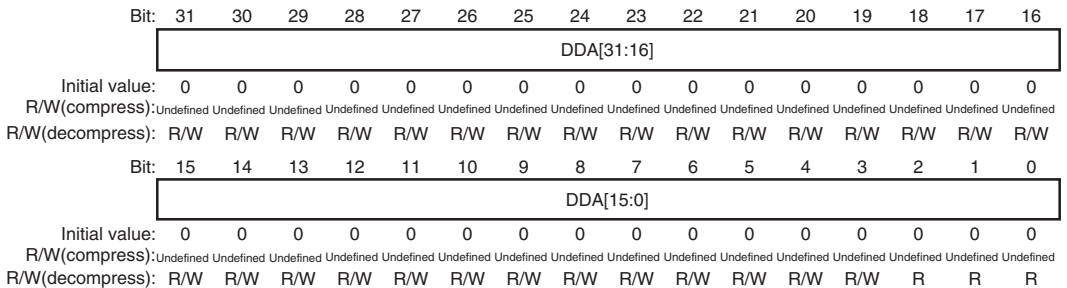 Bit: 31 30 29 28 27 26 25 24 23 22 21 20 19 18 17 16
DDA[31:16]
Initial value: 0 0 0 0 0 0 0 0 0 0 0 0 0 0 0 0
R/W(compress): Undefined Undefined Undefined Undefined Undefined Undefined Undefined Undefined Undefined Undefined Undefined Undefined Undefined Undefined Undefined Undefined
R/W(decompress): R/W R/W R/W R/W R/W R/W R/W R/W R/W R/W R/W R/W R/W R/W R/W R/W
Bit: 15 14 13 12 11 10 9 8 7 6 5 4 3 2 1 0
DDA[15:0]
Initial value: 0 0 0 0 0 0 0 0 0 0 0 0 0 0 0 0
R/W(compress): Undefined Undefined Undefined Undefined Undefined Undefined Undefined Undefined Undefined Undefined Undefined Undefined Undefined Undefined Undefined Undefined
R/W(decompress): R/W R/W R/W R/W R/W R/W R/W R/W R/W R/W R/W R/W R/W R R R